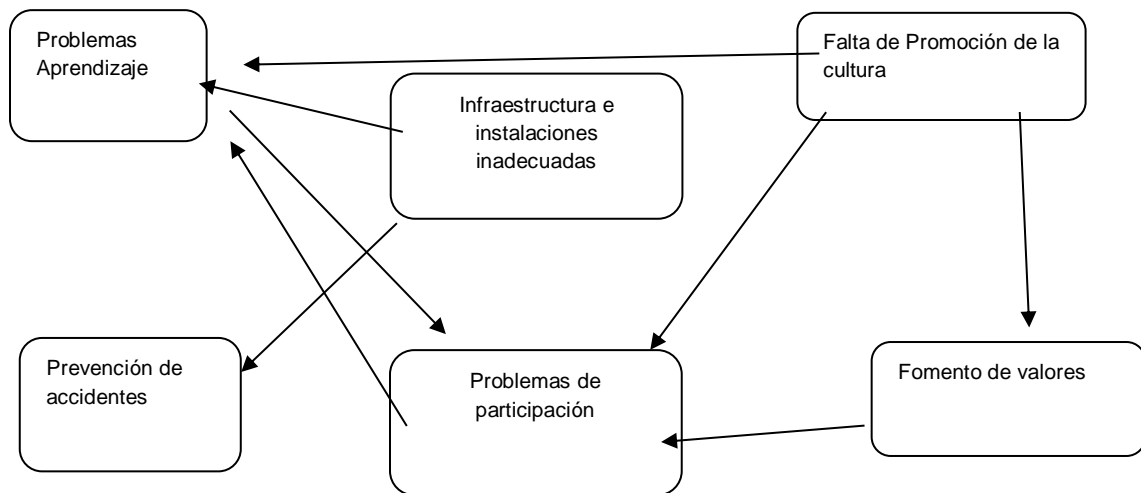 Problemas
Aprendizaje
Falta de Promoción de la
cultura
Infraestructura e
instalaciones
inadecuadas
Prevención de
accidentes
Problemas de
participación
Fomento de valores